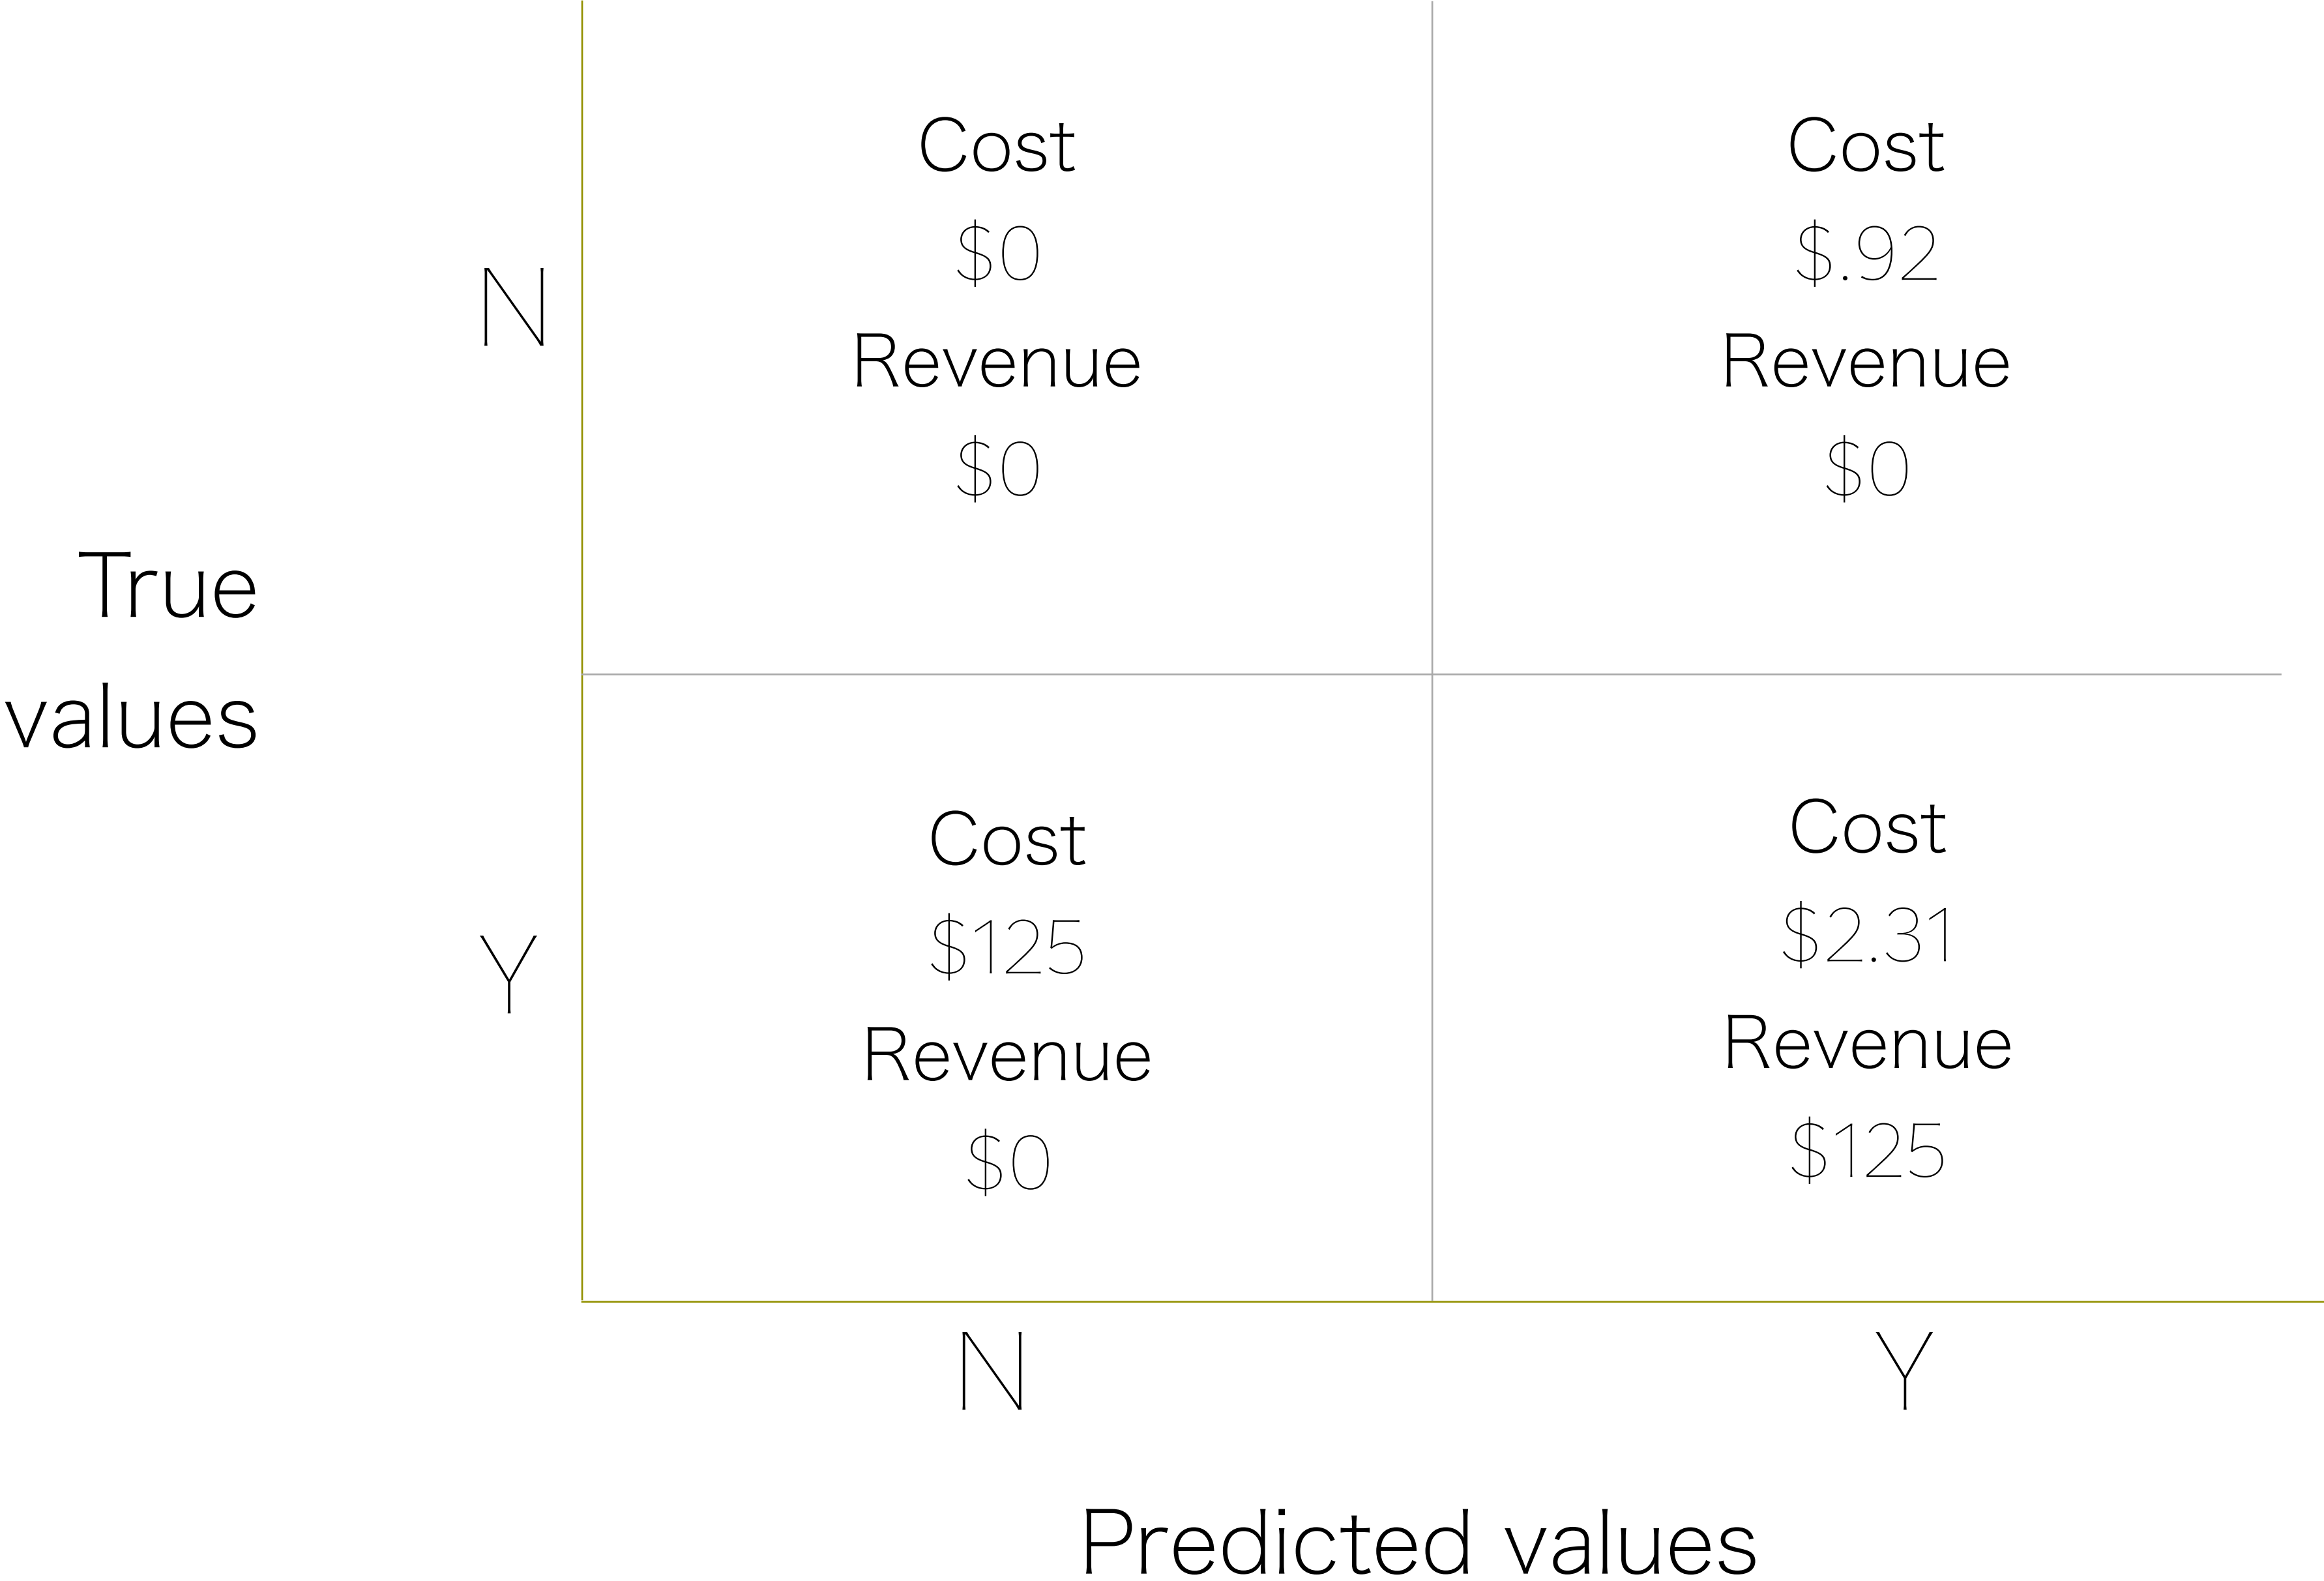 Cost
$0
Revenue
$0
Cost
$.92
Revenue
$0
N
True
values
Y
Cost
$125
Revenue
$0
Cost
$2.31
Revenue
$125
N
Y
Predicted values